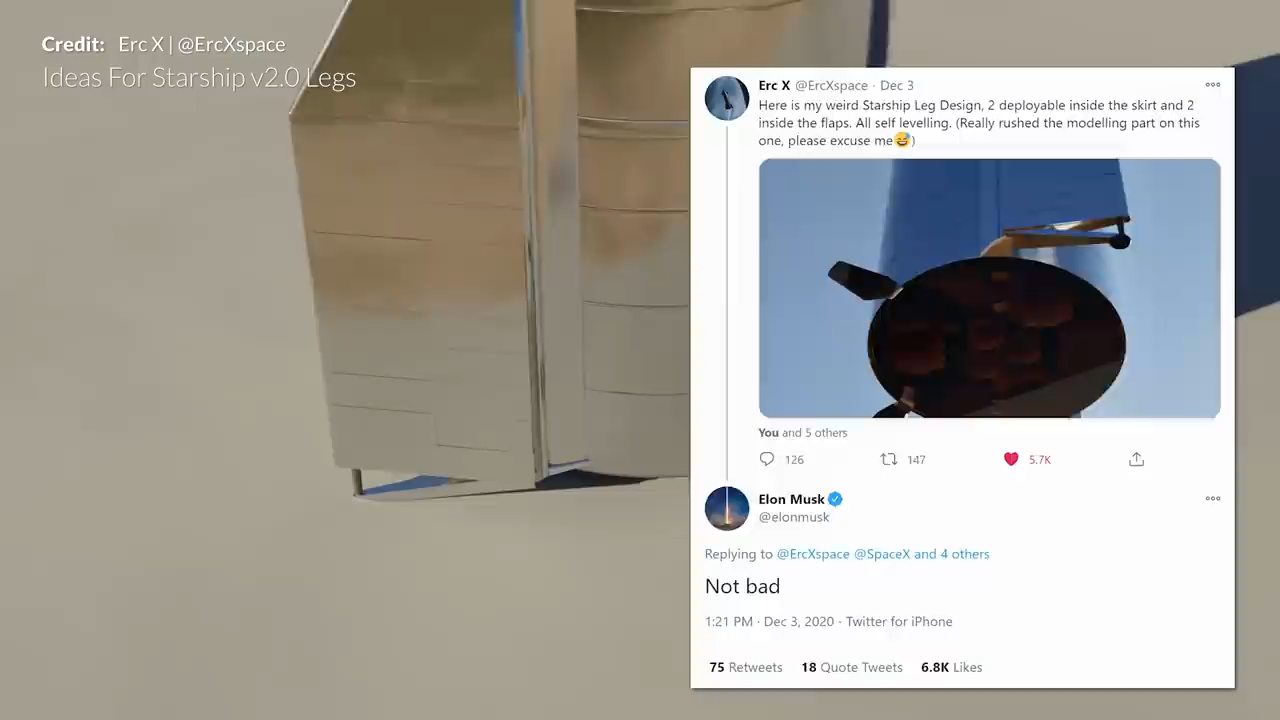 Credit: Erc X | @ErcXspace
Ideas For Starship v2.0 Legs
Erc X @ErcXspace · Dec 3
Here is my weird Starship Leg Design, 2 deployable inside the skirt and 2
inside the flaps. All self levelling. (Really rushed the modelling part on this
one, please excuse me😅)
You and 5 others
126 147 5.7K
Elon Musk
@elonmusk
Replying to @ErcXspace @SpaceX and 4 others
Not bad
1:21 PM · Dec 3, 2020 · Twitter for iPhone
75 Retweets 18 Quote Tweets 6.8K Likes